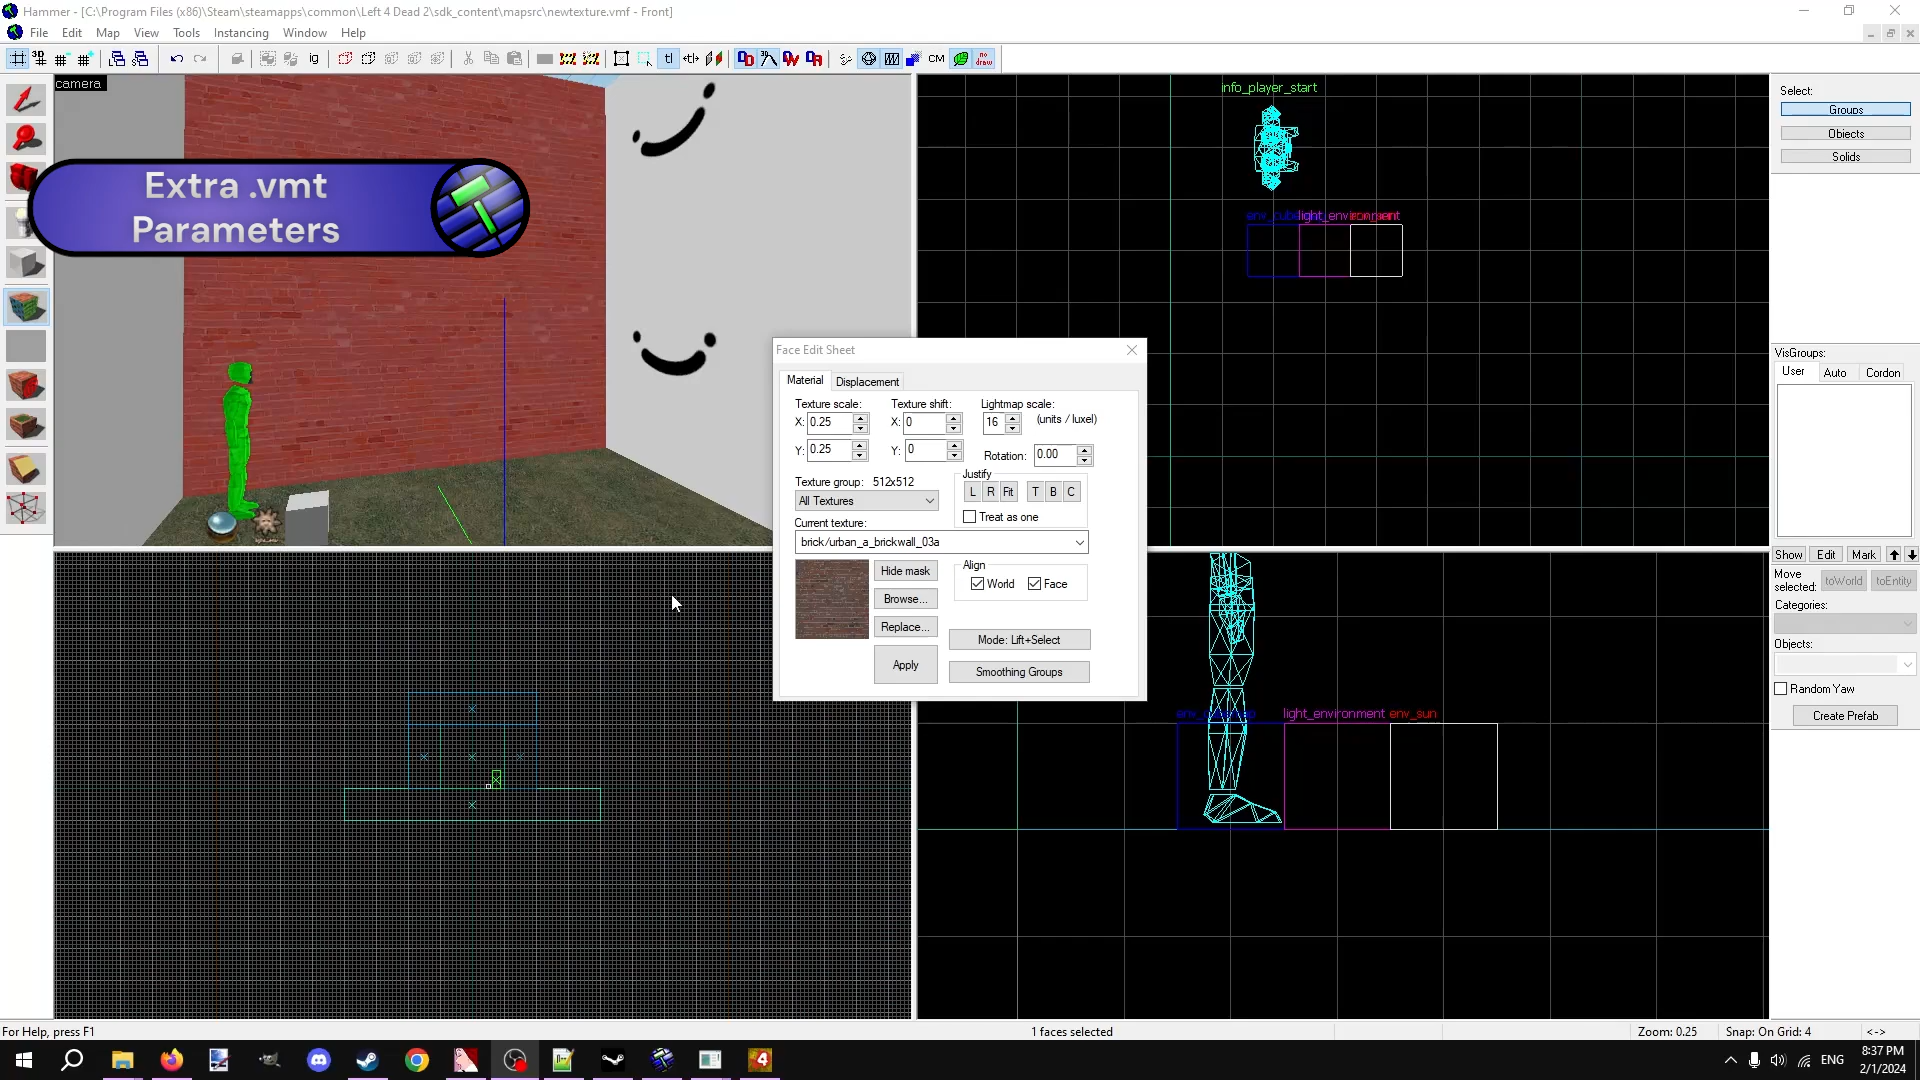 Hammer - [C:\Program Files (x86)\Steam\steamapps\common\Left 4 Dead 2\sdk_content\mapsrc\newtexture.vmf - Front]
File Edit Map View Tools Instancing Window Help
3D
ig
tl
CM
no draw
camera
Extra .vmt
Parameters
info_player_start
light_environment
Select:
Groups
Objects
Solids
VisGroups:
User Auto Cordon
Show Edit Mark
Move selected: toWorld toEntity
Categories:
Objects:
Random Yaw
Create Prefab
Face Edit Sheet
Material Displacement
Texture scale: Texture shift: Lightmap scale:
X: 0.25 X: 0 16 (units / luxel)
Y: 0.25 Y: 0 Rotation: 0.00
Texture group: 512x512 Justify
All Textures L R Fit T B C
Current texture: Treat as one
brick/urban_a_brickwall_03a
Hide mask Align
Browse... World Face
Replace...
Mode: Lift+Select
Apply Smoothing Groups
light_environment env_sun
For Help, press F1 1 faces selected Zoom: 0.25 Snap: On Grid: 4 <->
ENG 8:37 PM
2/1/2024